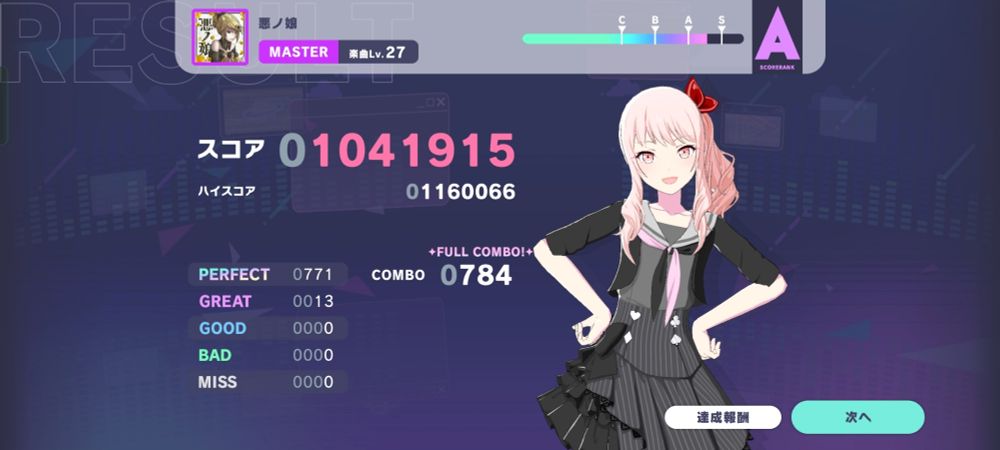 RESULT
悪ノ娘
MASTER 楽曲Lv.27
C B A S
A
SCORERANK
スコア 01041915
ハイスコア 01160066
FULL COMBO!
COMBO 0784
PERFECT 0771
GREAT 0013
GOOD 0000
BAD 0000
MISS 0000
達成報酬
次へ